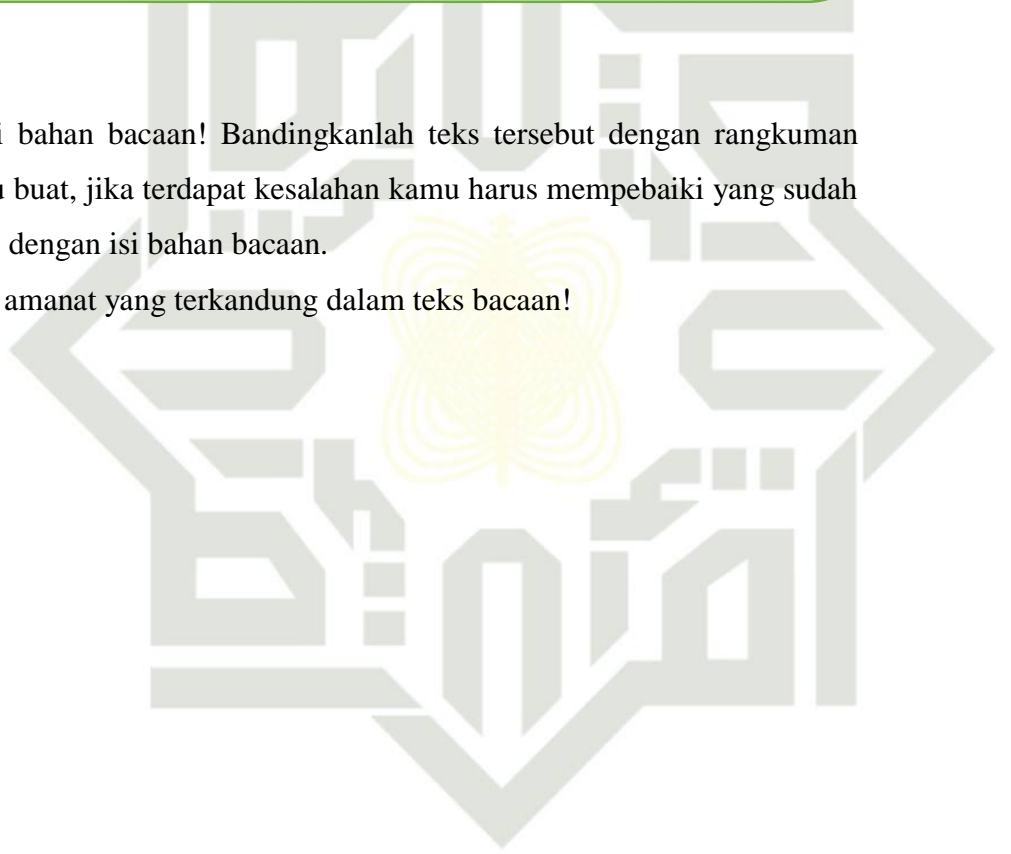 i bahan bacaan! Bandingkanlah teks tersebut dengan rangkuman
u buat, jika terdapat kesalahan kamu harus mempebaiki yang sudah
dengan isi bahan bacaan.
amanat yang terkandung dalam teks bacaan!